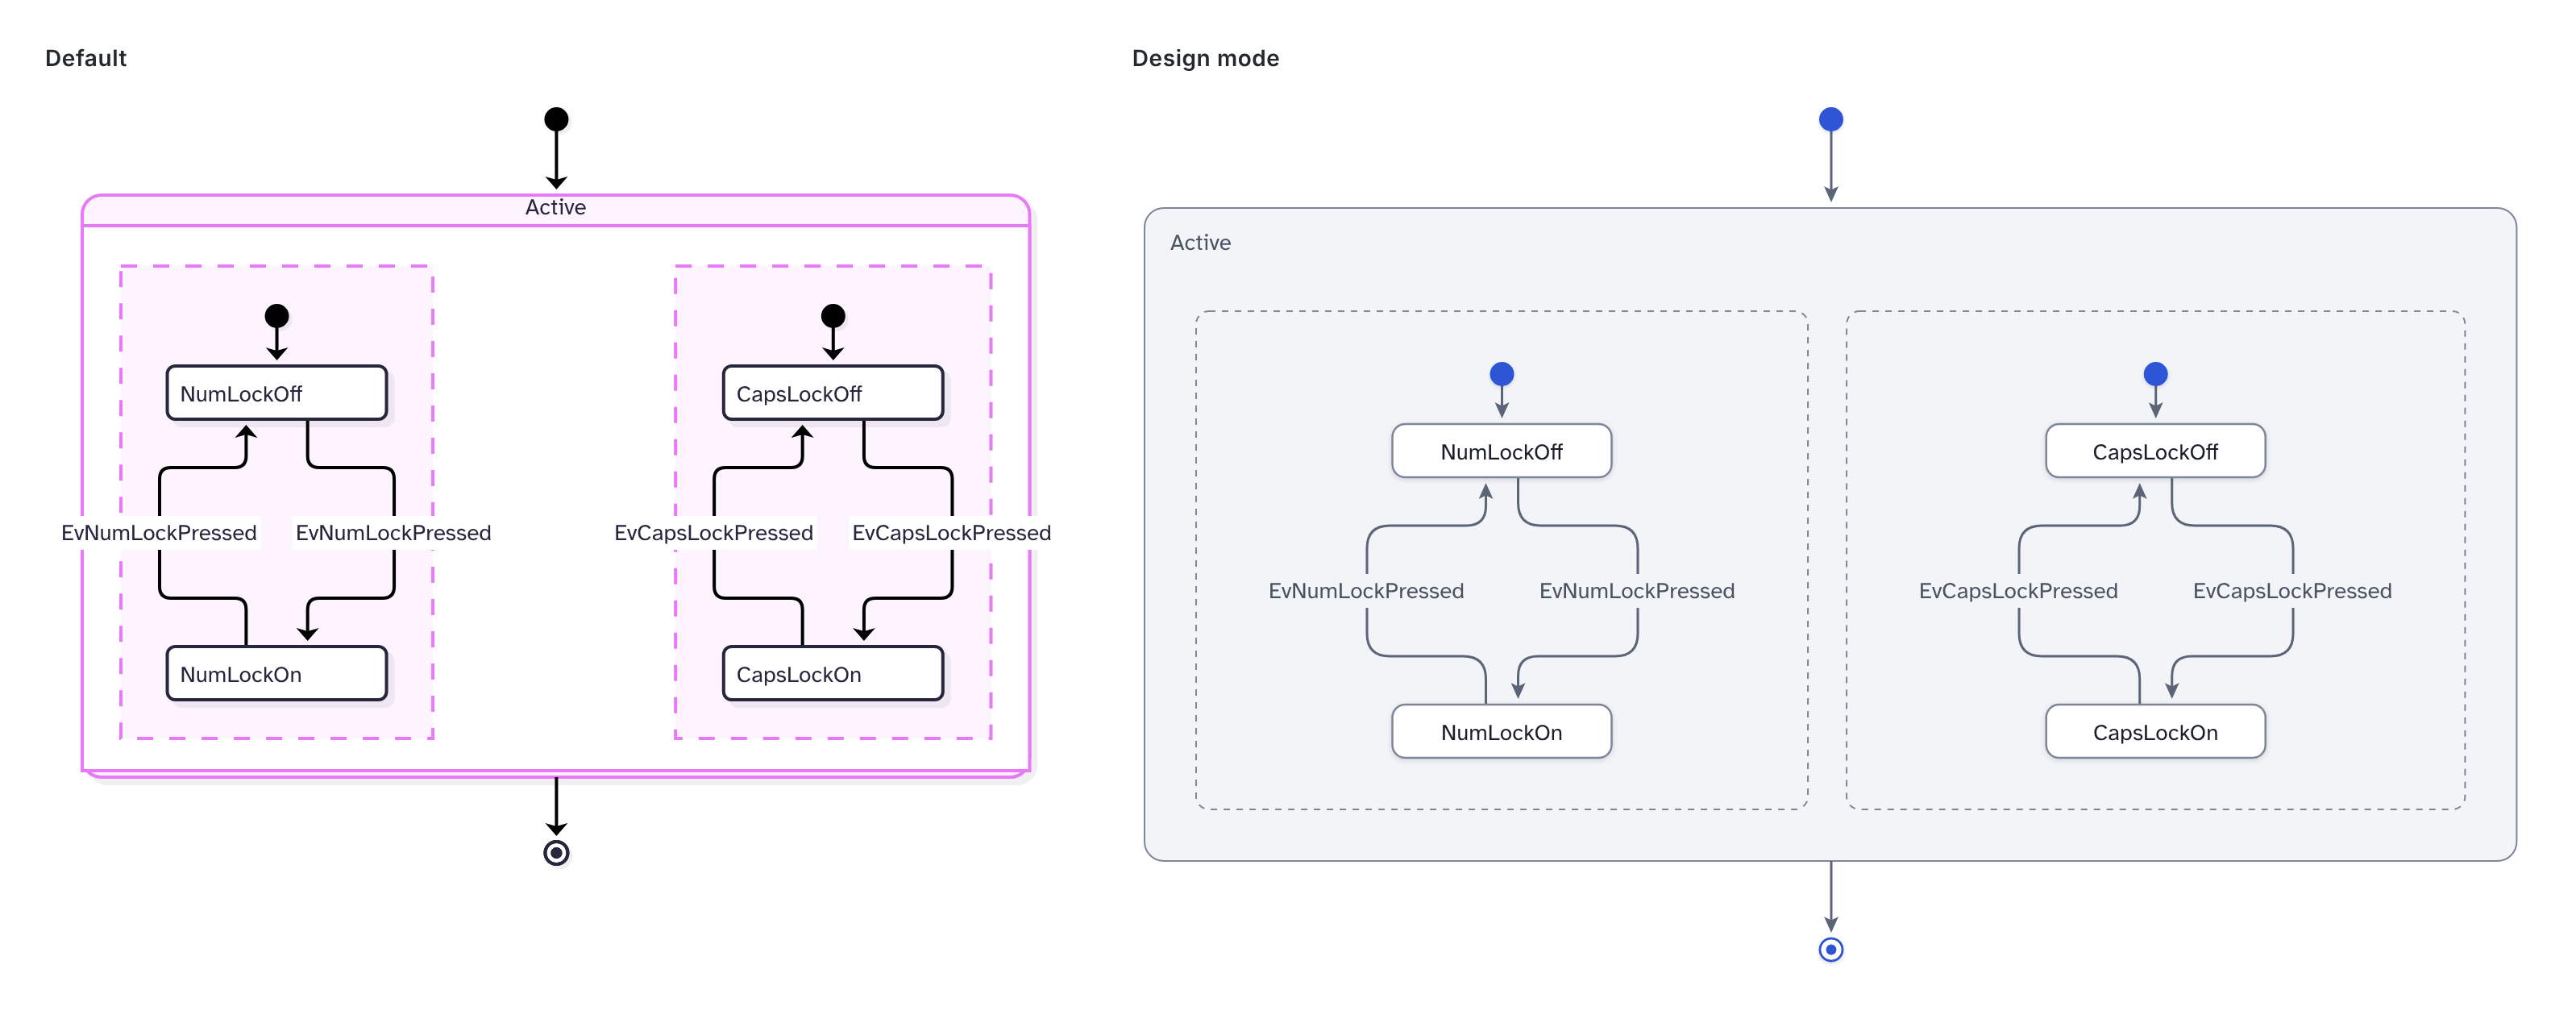 Default
Active
NumLockOff
CapsLockOff
EvNumLockPressed
EvNumLockPressed
EvCapsLockPressed
EvCapsLockPressed
NumLockOn
CapsLockOn
Design mode
Active
NumLockOff
CapsLockOff
EvNumLockPressed
EvNumLockPressed
EvCapsLockPressed
EvCapsLockPressed
NumLockOn
CapsLockOn